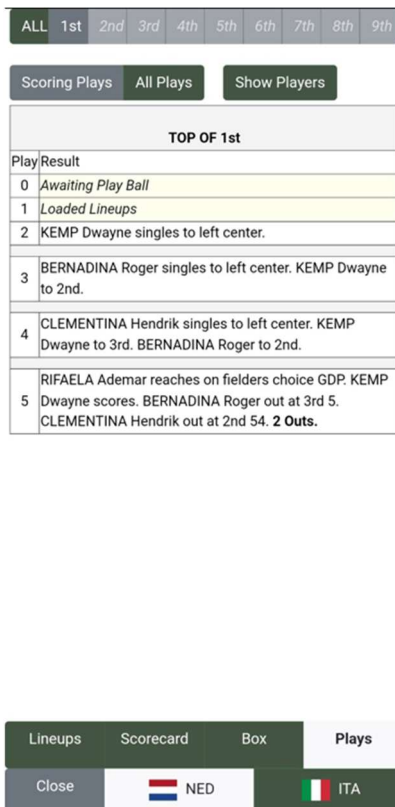 ALL 1st 2nd 3rd 4th 5th 6th 7th 8th 9th
Scoring Plays All Plays Show Players
TOP OF 1st
Play Result
0 Awaiting Play Ball
1 Loaded Lineups
2 KEMP Dwayne singles to left center.
3 BERNADINA Roger singles to left center. KEMP Dwayne
to 2nd.
4 CLEMENTINA Hendrik singles to left center. KEMP
Dwayne to 3rd. BERNADINA Roger to 2nd.
5 RIFAELA Ademar reaches on fielders choice GDP. KEMP
Dwayne scores. BERNADINA Roger out at 3rd 5.
CLEMENTINA Hendrik out at 2nd 54. 2 Outs.
Lineups Scorecard Box Plays
Close NED ITA